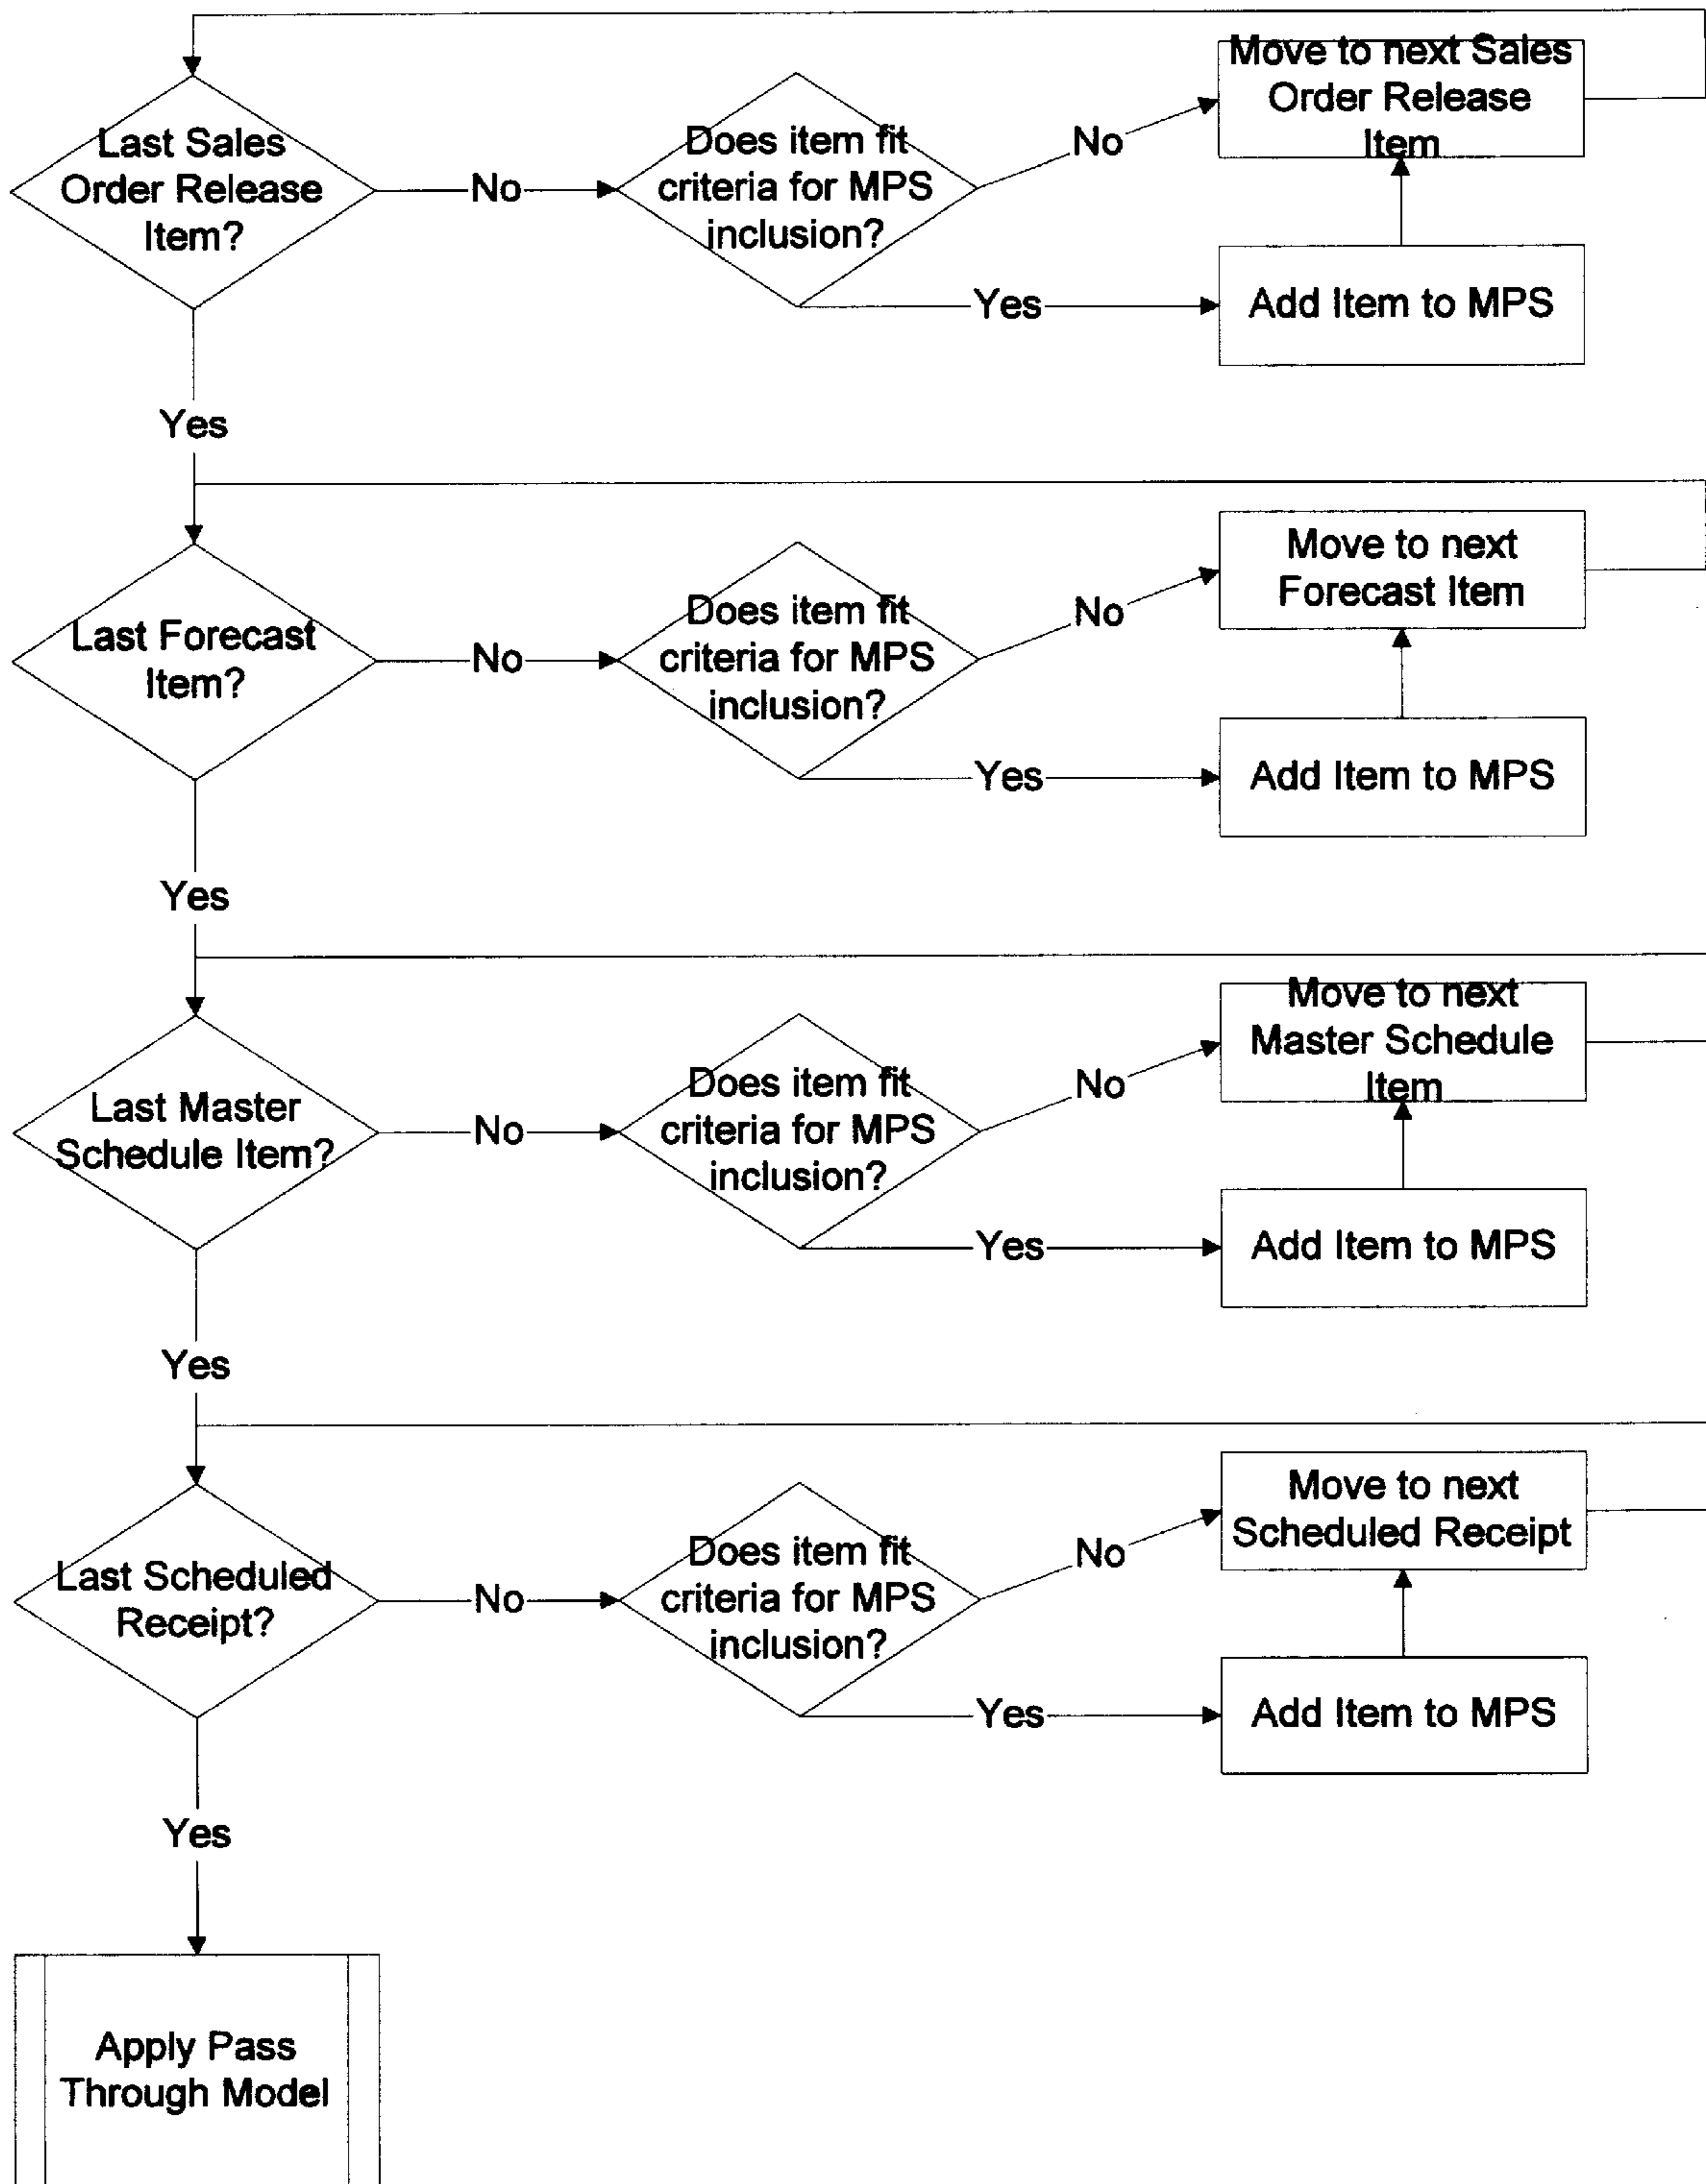 Last Sales
Order Release
Item?
No
Does item fit
criteria for MPS
inclusion?
No
Move to next Sales
Order Release
Item
Yes
Add Item to MPS
Yes
Last Forecast
Item?
No
Does item fit
criteria for MPS
inclusion?
No
Move to next
Forecast Item
Yes
Add Item to MPS
Yes
Last Master
Schedule Item?
No
Does item fit
criteria for MPS
inclusion?
No
Move to next
Master Schedule
Item
Yes
Add Item to MPS
Yes
Last Scheduled
Receipt?
No
Does item fit
criteria for MPS
inclusion?
No
Move to next
Scheduled Receipt
Yes
Add Item to MPS
Yes
Apply Pass
Through Model